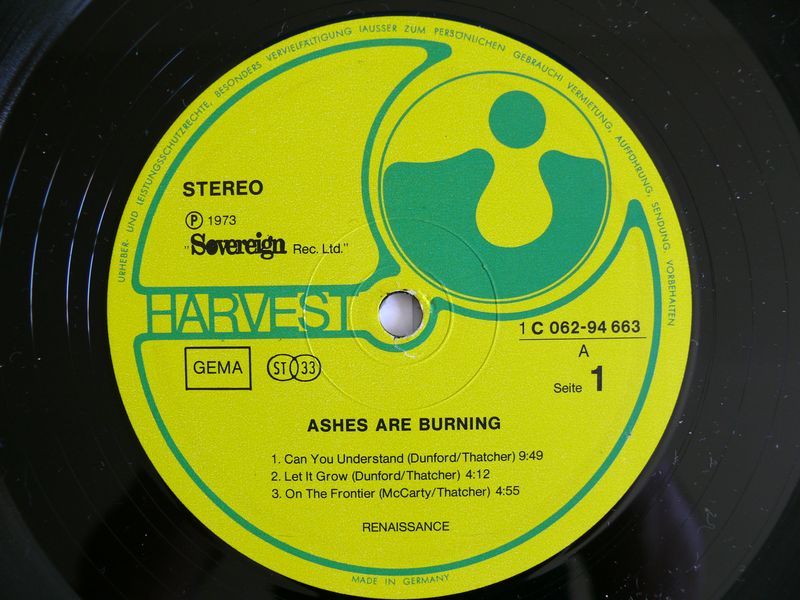 URHEBER- UND LEISTUNGSSCHUTZRECHTE, BESONDERS VERVIELFÄLTIGUNG (AUSSER ZUM PERSÖNLICHEN GEBRAUCH) VERMIETUNG, AUFFÜHRUNG, SENDUNG. VORBEHALTEN
STEREO
Ⓟ 1973
"Sovereign Rec. Ltd."
HARVEST
1 C 062-94 663
A
GEMA
ST 33
Seite 1
ASHES ARE BURNING
1. Can You Understand (Dunford/Thatcher) 9:49
2. Let It Grow (Dunford/Thatcher) 4:12
3. On The Frontier (McCarty/Thatcher) 4:55
RENAISSANCE
MADE IN GERMANY